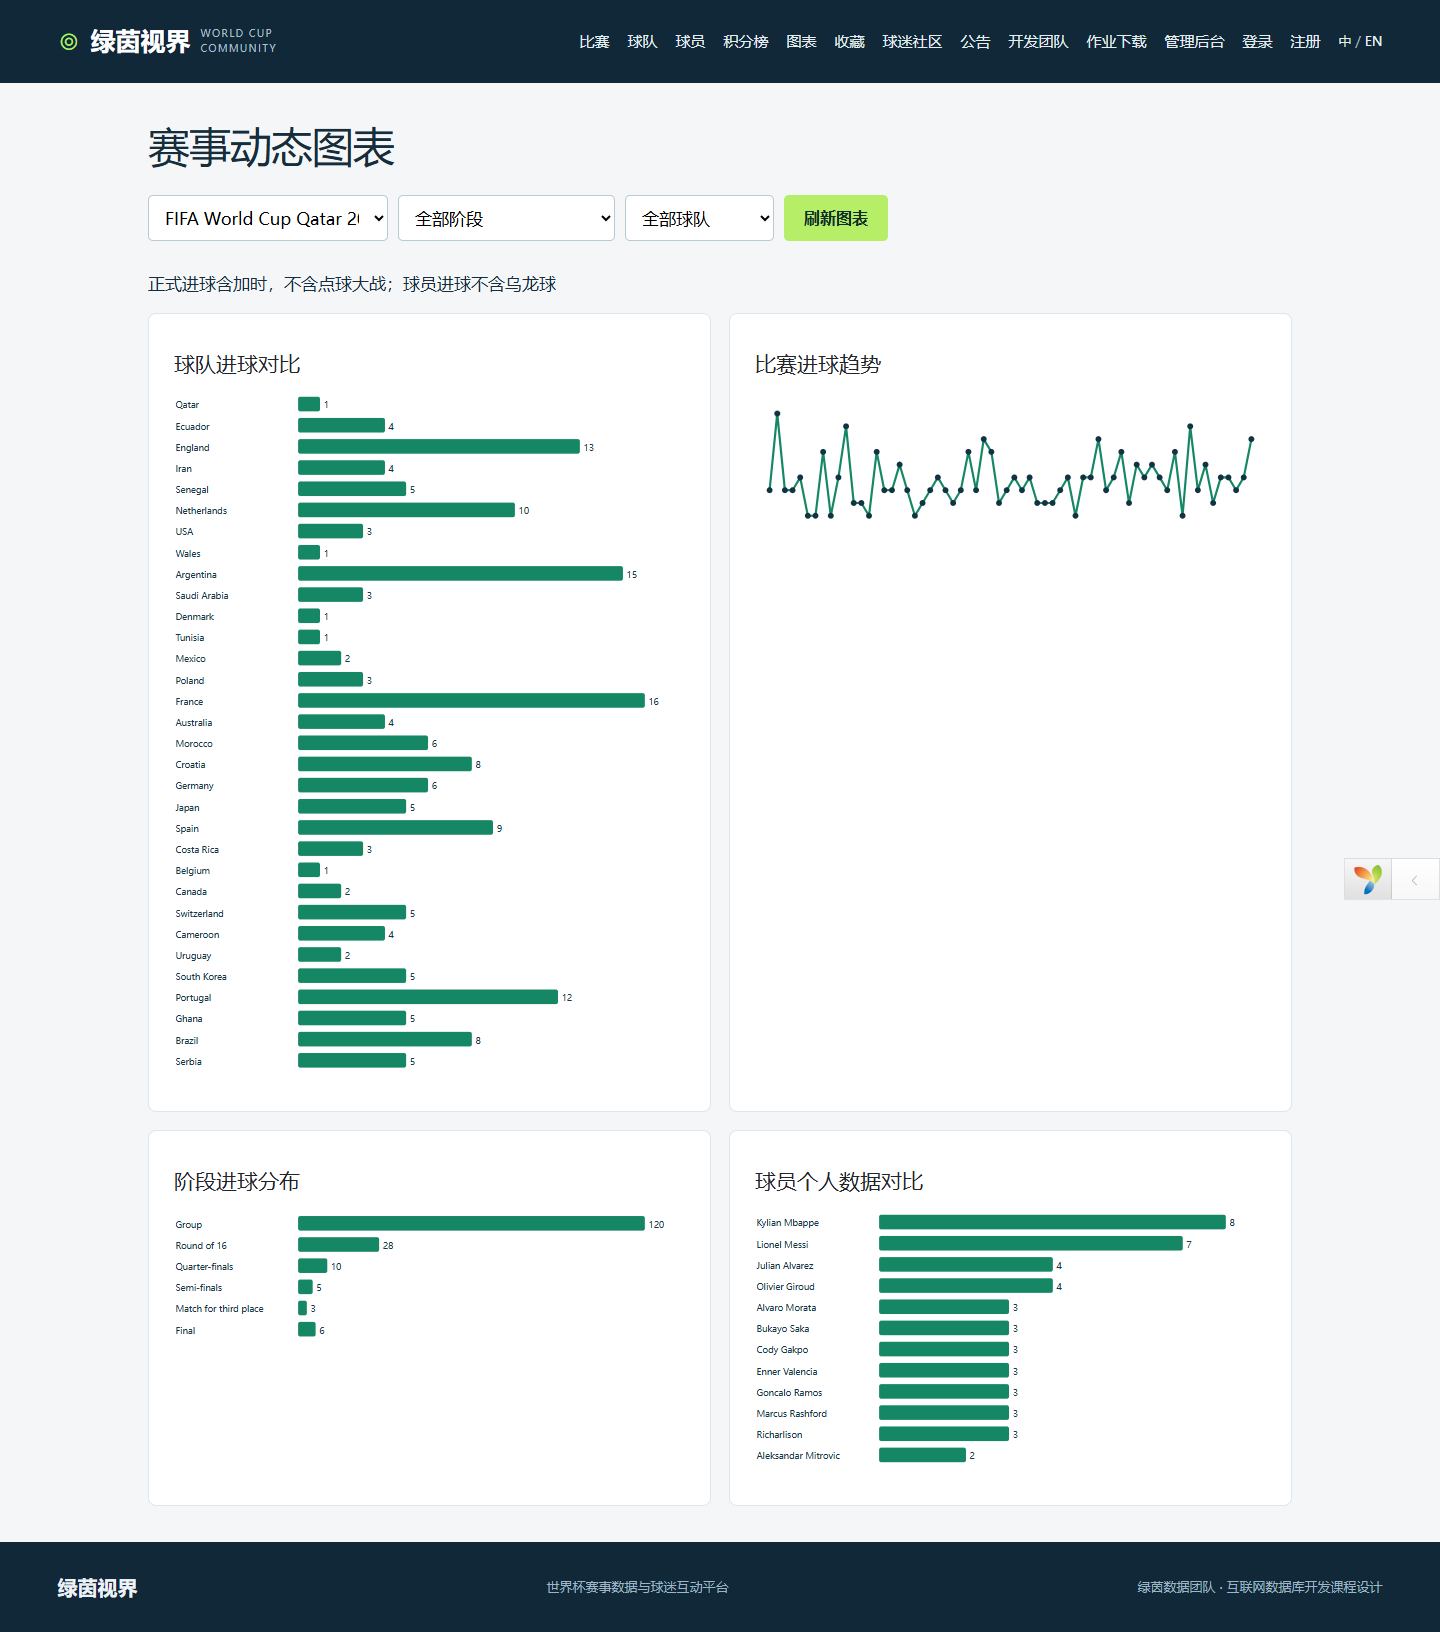 绿茵视界
WORLD CUP
COMMUNITY
比赛 球队 球员 积分榜 图表 收藏 球迷社区 公告 开发团队 作业下载 管理后台 登录 注册 中 / EN
赛事动态图表
FIFA World Cup Qatar 20 全部阶段 全部球队 刷新图表
正式进球含加时，不含点球大战；球员进球不含乌龙球
球队进球对比
Qatar 1
Ecuador 4
England 13
Iran 4
Senegal 5
Netherlands 10
USA 3
Wales 1
Argentina 15
Saudi Arabia 3
Denmark 1
Tunisia 1
Mexico 2
Poland 3
France 16
Australia 4
Morocco 6
Croatia 8
Germany 6
Japan 5
Spain 9
Costa Rica 3
Belgium 1
Canada 2
Switzerland 5
Cameroon 4
Uruguay 2
South Korea 5
Portugal 12
Ghana 5
Brazil 8
Serbia 5
比赛进球趋势
阶段进球分布
Group 120
Round of 16 28
Quarter-finals 10
Semi-finals 5
Match for third place 3
Final 6
球员个人数据对比
Kylian Mbappe 8
Lionel Messi 7
Julian Alvarez 4
Olivier Giroud 4
Alvaro Morata 3
Bukayo Saka 3
Cody Gakpo 3
Enner Valencia 3
Goncalo Ramos 3
Marcus Rashford 3
Richarlison 3
Aleksandar Mitrovic 2
绿茵视界
世界杯赛事数据与球迷互动平台
绿茵数据团队 · 互联网数据库开发课程设计